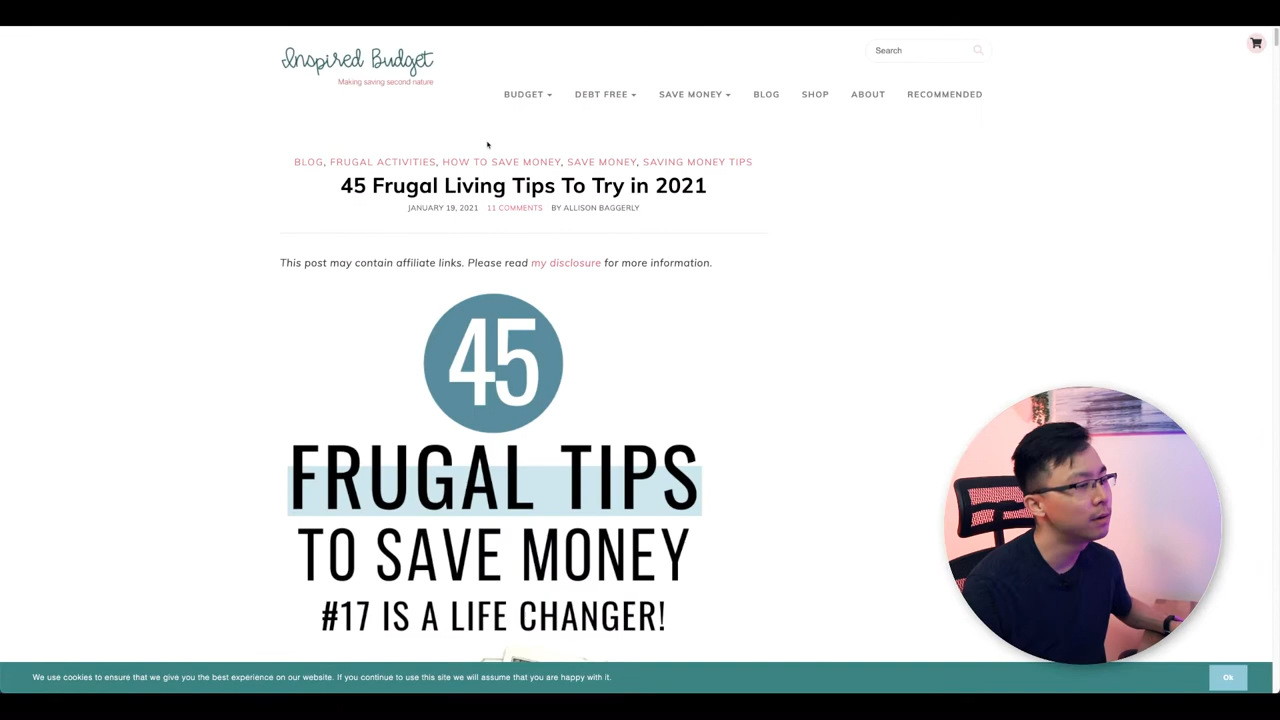 Inspired Budget
Making saving second nature
Search
BUDGET DEBT FREE SAVE MONEY BLOG SHOP ABOUT RECOMMENDED
BLOG, FRUGAL ACTIVITIES, HOW TO SAVE MONEY, SAVE MONEY, SAVING MONEY TIPS
45 Frugal Living Tips To Try in 2021
JANUARY 19, 2021 11 COMMENTS BY ALLISON BAGGERLY
This post may contain affiliate links. Please read my disclosure for more information.
45
FRUGAL TIPS
TO SAVE MONEY
#17 IS A LIFE CHANGER!
We use cookies to ensure that we give you the best experience on our website. If you continue to use this site we will assume that you are happy with it.
Ok